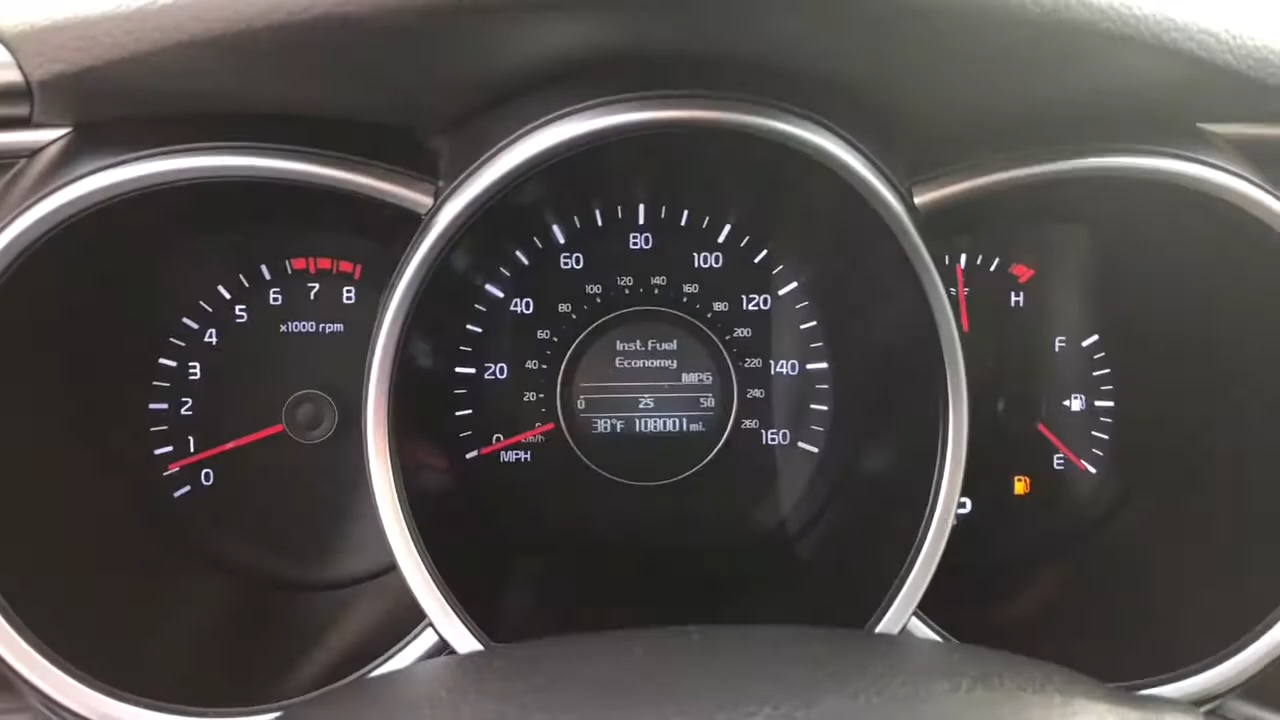 0 1 2 3 4 5 6 7 8
x1000 rpm
0 20 40 60 80 100 120 140 160
MPH
20 40 60 80 100 120 140 160 180 200 220 240 260
km/h
Inst. Fuel
Economy
MPG
0 25 50
38°F 108001 mi.
H
F
E